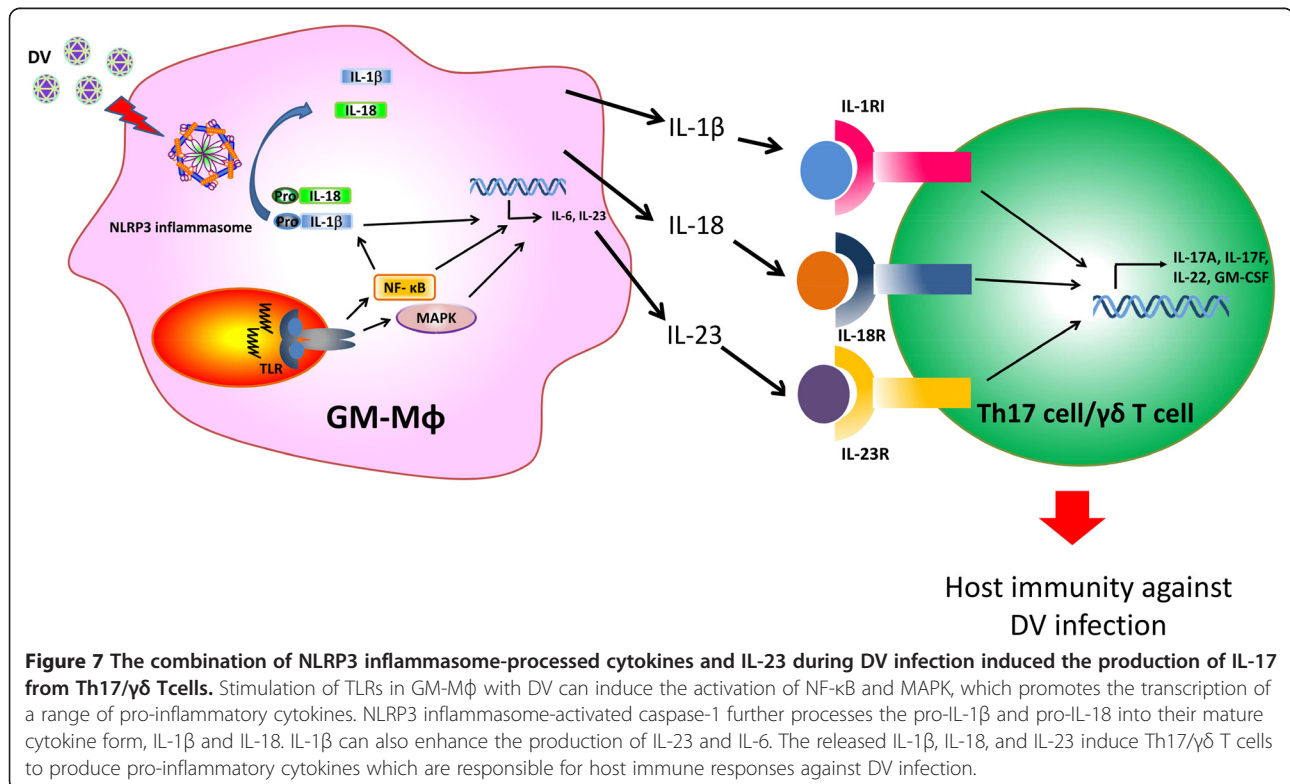 DV
IL-1β
IL-18
Pro IL-18
Pro IL-1β
NLRP3 inflammasome
IL-6, IL-23
NF- κB
MAPK
TLR
GM-Mϕ
IL-1β
IL-18
IL-23
IL-1RI
IL-18R
IL-23R
IL-17A, IL-17F,
IL-22, GM-CSF
Th17 cell/γδ T cell
Host immunity against
DV infection
Figure 7 The combination of NLRP3 inflammasome-processed cytokines and IL-23 during DV infection induced the production of IL-17
from Th17/γδ Tcells. Stimulation of TLRs in GM-Mϕ with DV can induce the activation of NF-κB and MAPK, which promotes the transcription of
a range of pro-inflammatory cytokines. NLRP3 inflammasome-activated caspase-1 further processes the pro-IL-1β and pro-IL-18 into their mature
cytokine form, IL-1β and IL-18. IL-1β can also enhance the production of IL-23 and IL-6. The released IL-1β, IL-18, and IL-23 induce Th17/γδ T cells
to produce pro-inflammatory cytokines which are responsible for host immune responses against DV infection.